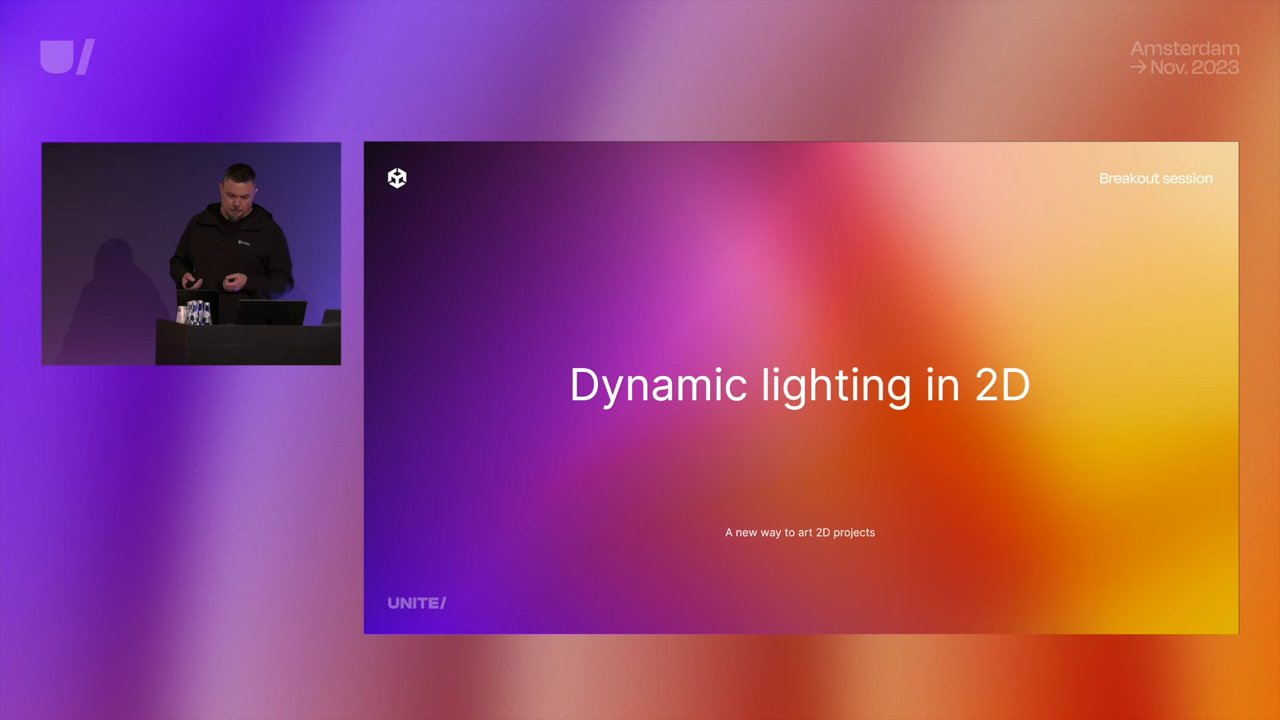 Amsterdam
→ Nov. 2023
Breakout session
Dynamic lighting in 2D
A new way to art 2D projects
UNITE/